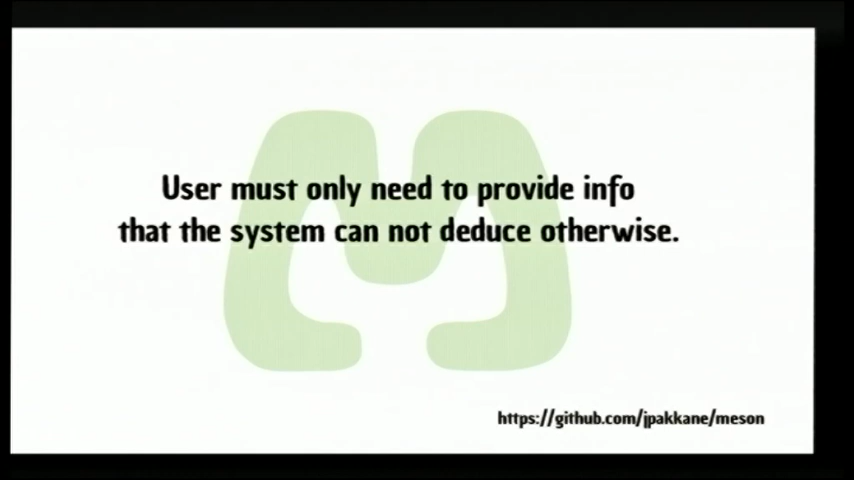 User must only need to provide info
that the system can not deduce otherwise.
https://github.com/jpakkane/meson